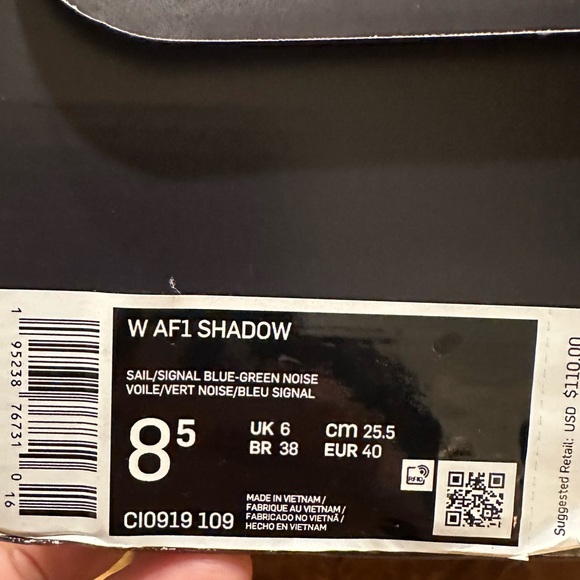 W AF1 SHADOW
SAIL/SIGNAL BLUE-GREEN NOISE
VOILE/VERT NOISE/BLEU SIGNAL
8⁵
UK 6 cm 25.5
BR 38 EUR 40
RFID
MADE IN VIETNAM /
FABRIQUE AU VIETNAM /
FABRICADO NO VIETNÃ /
HECHO EN VIETNAM
CI0919 109
1 95238 76731 0 16
Suggested Retail: USD $110.00